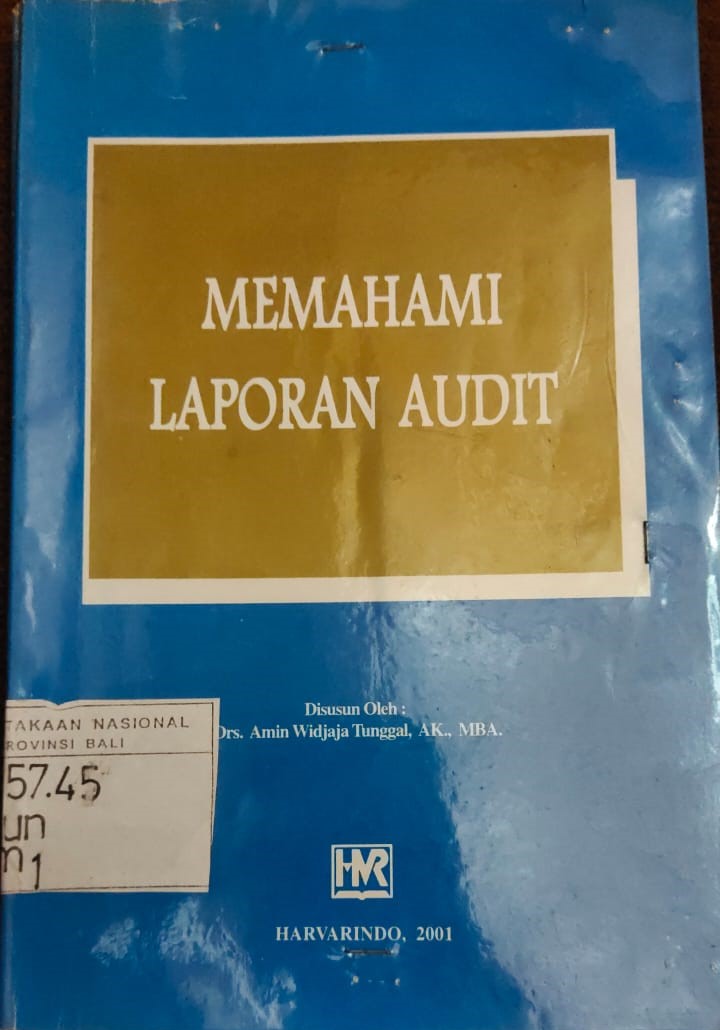 MEMAHAMI
LAPORAN AUDIT
Disusun Oleh :
Drs. Amin Widjaja Tunggal, AK., MBA.
TAKAAN NASIONAL
ROVINSI BALI
57.45
un
m 1
HVR
HARVARINDO, 2001